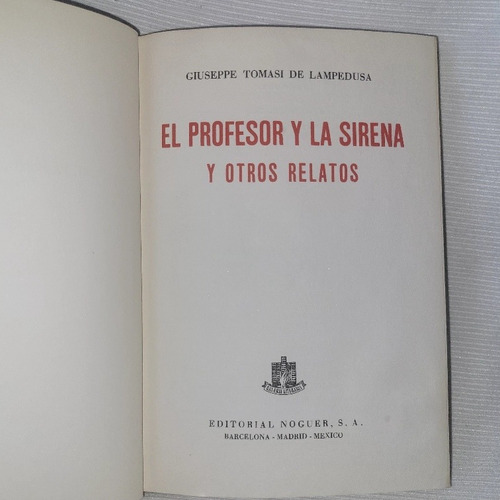 GIUSEPPE TOMASI DE LAMPEDUSA
EL PROFESOR Y LA SIRENA
Y OTROS RELATOS
EDITORIAL NOGUER, S. A.
BARCELONA - MADRID - MEXICO